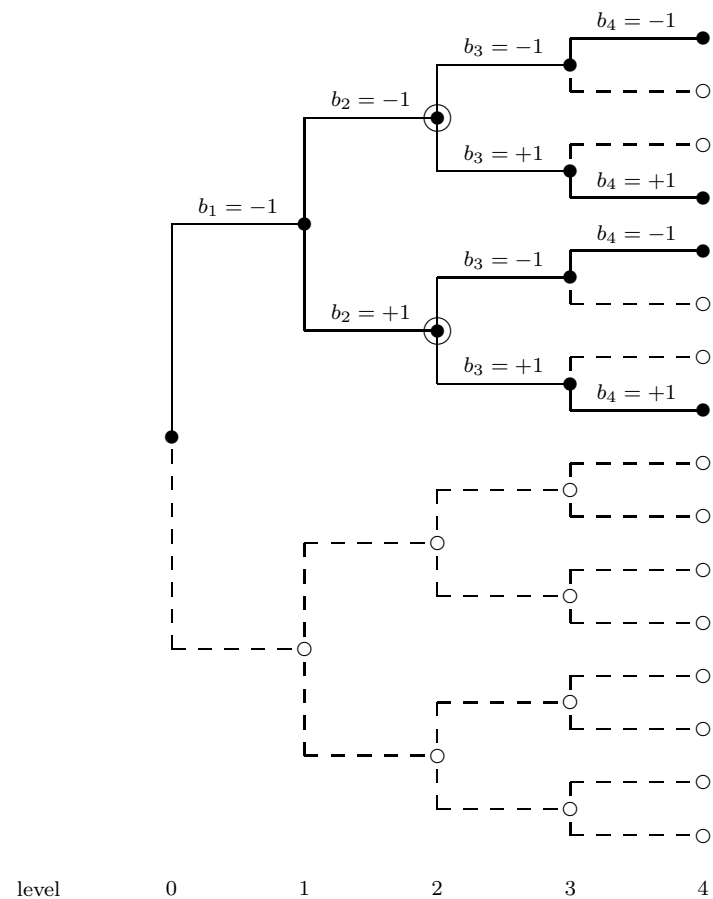 b₄ = −1
b₃ = −1
b₂ = −1
b₃ = +1
b₄ = +1
b₁ = −1
b₄ = −1
b₃ = −1
b₂ = +1
b₃ = +1
b₄ = +1
level 0 1 2 3 4